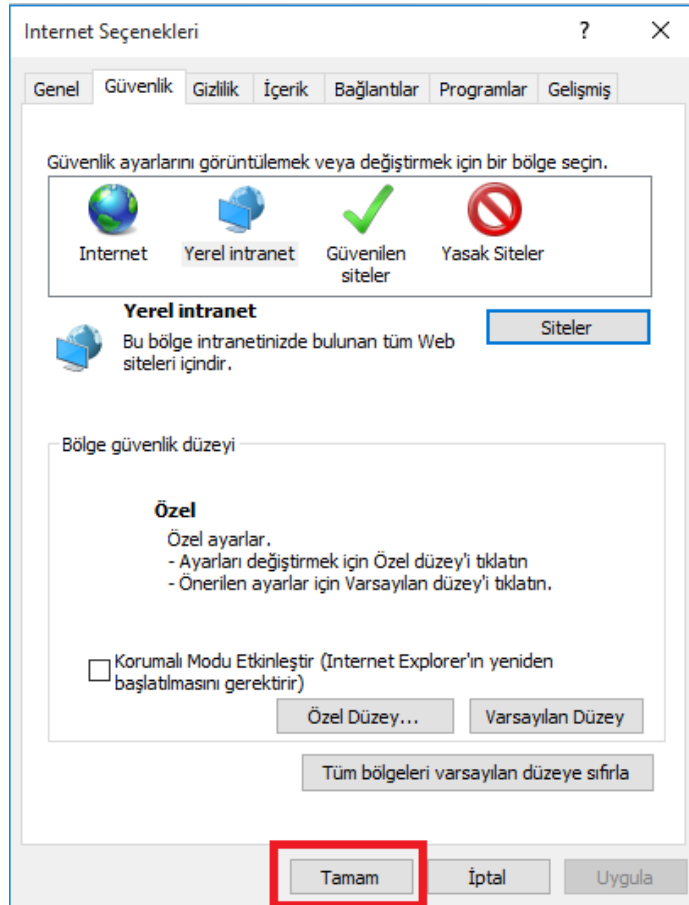 Internet Seçenekleri
Genel Güvenlik Gizlilik İçerik Bağlantılar Programlar Gelişmiş
Güvenlik ayarlarını görüntülemek veya değiştirmek için bir bölge seçin.
Internet Yerel intranet Güvenilen siteler Yasak Siteler
Yerel intranet
Bu bölge intranetinizde bulunan tüm Web
siteleri içindir.
Siteler
Bölge güvenlik düzeyi
Özel
Özel ayarlar.
- Ayarları değiştirmek için Özel düzey'i tıklatın
- Önerilen ayarlar için Varsayılan düzey'i tıklatın.
Korumalı Modu Etkinleştir (Internet Explorer'ın yeniden
başlatılmasını gerektirir)
Özel Düzey... Varsayılan Düzey
Tüm bölgeleri varsayılan düzeye sıfırla
Tamam İptal Uygula